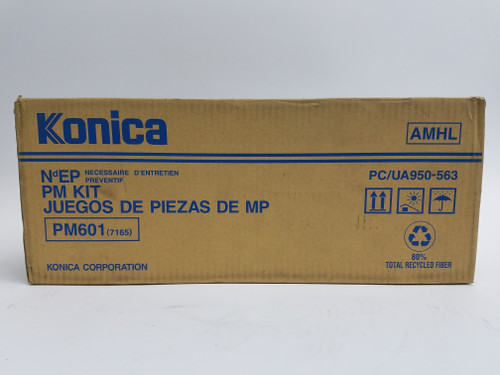 Konica
AMHL
NdEP NECESSAIRE D'ENTRETIEN
PREVENTIF
PC/UA950-563
PM KIT
JUEGOS DE PIEZAS DE MP
PM601 (7165)
KONICA CORPORATION
80%
TOTAL RECYCLED FIBER